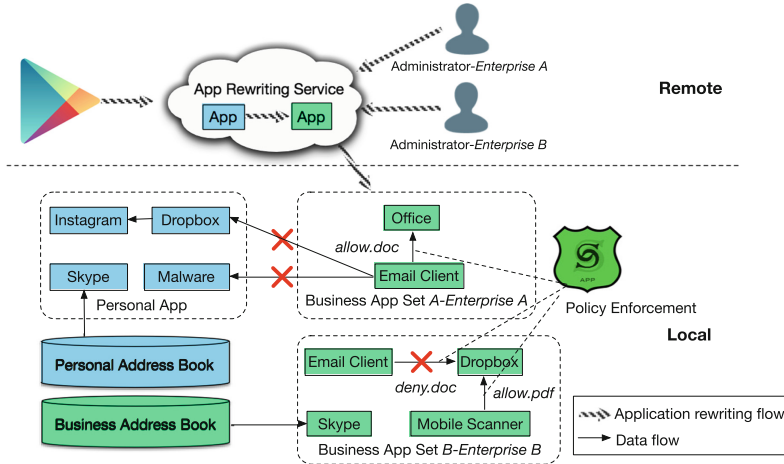 Administrator-Enterprise A
App Rewriting Service
App
App
Remote
Administrator-Enterprise B
Instagram
Dropbox
Office
allow.doc
Skype
Malware
Email Client
APP
Personal App
Business App Set A-Enterprise A
Policy Enforcement
Local
Personal Address Book
Email Client
Dropbox
deny.doc
allow.pdf
Business Address Book
Skype
Mobile Scanner
Business App Set B-Enterprise B
Application rewriting flow
Data flow